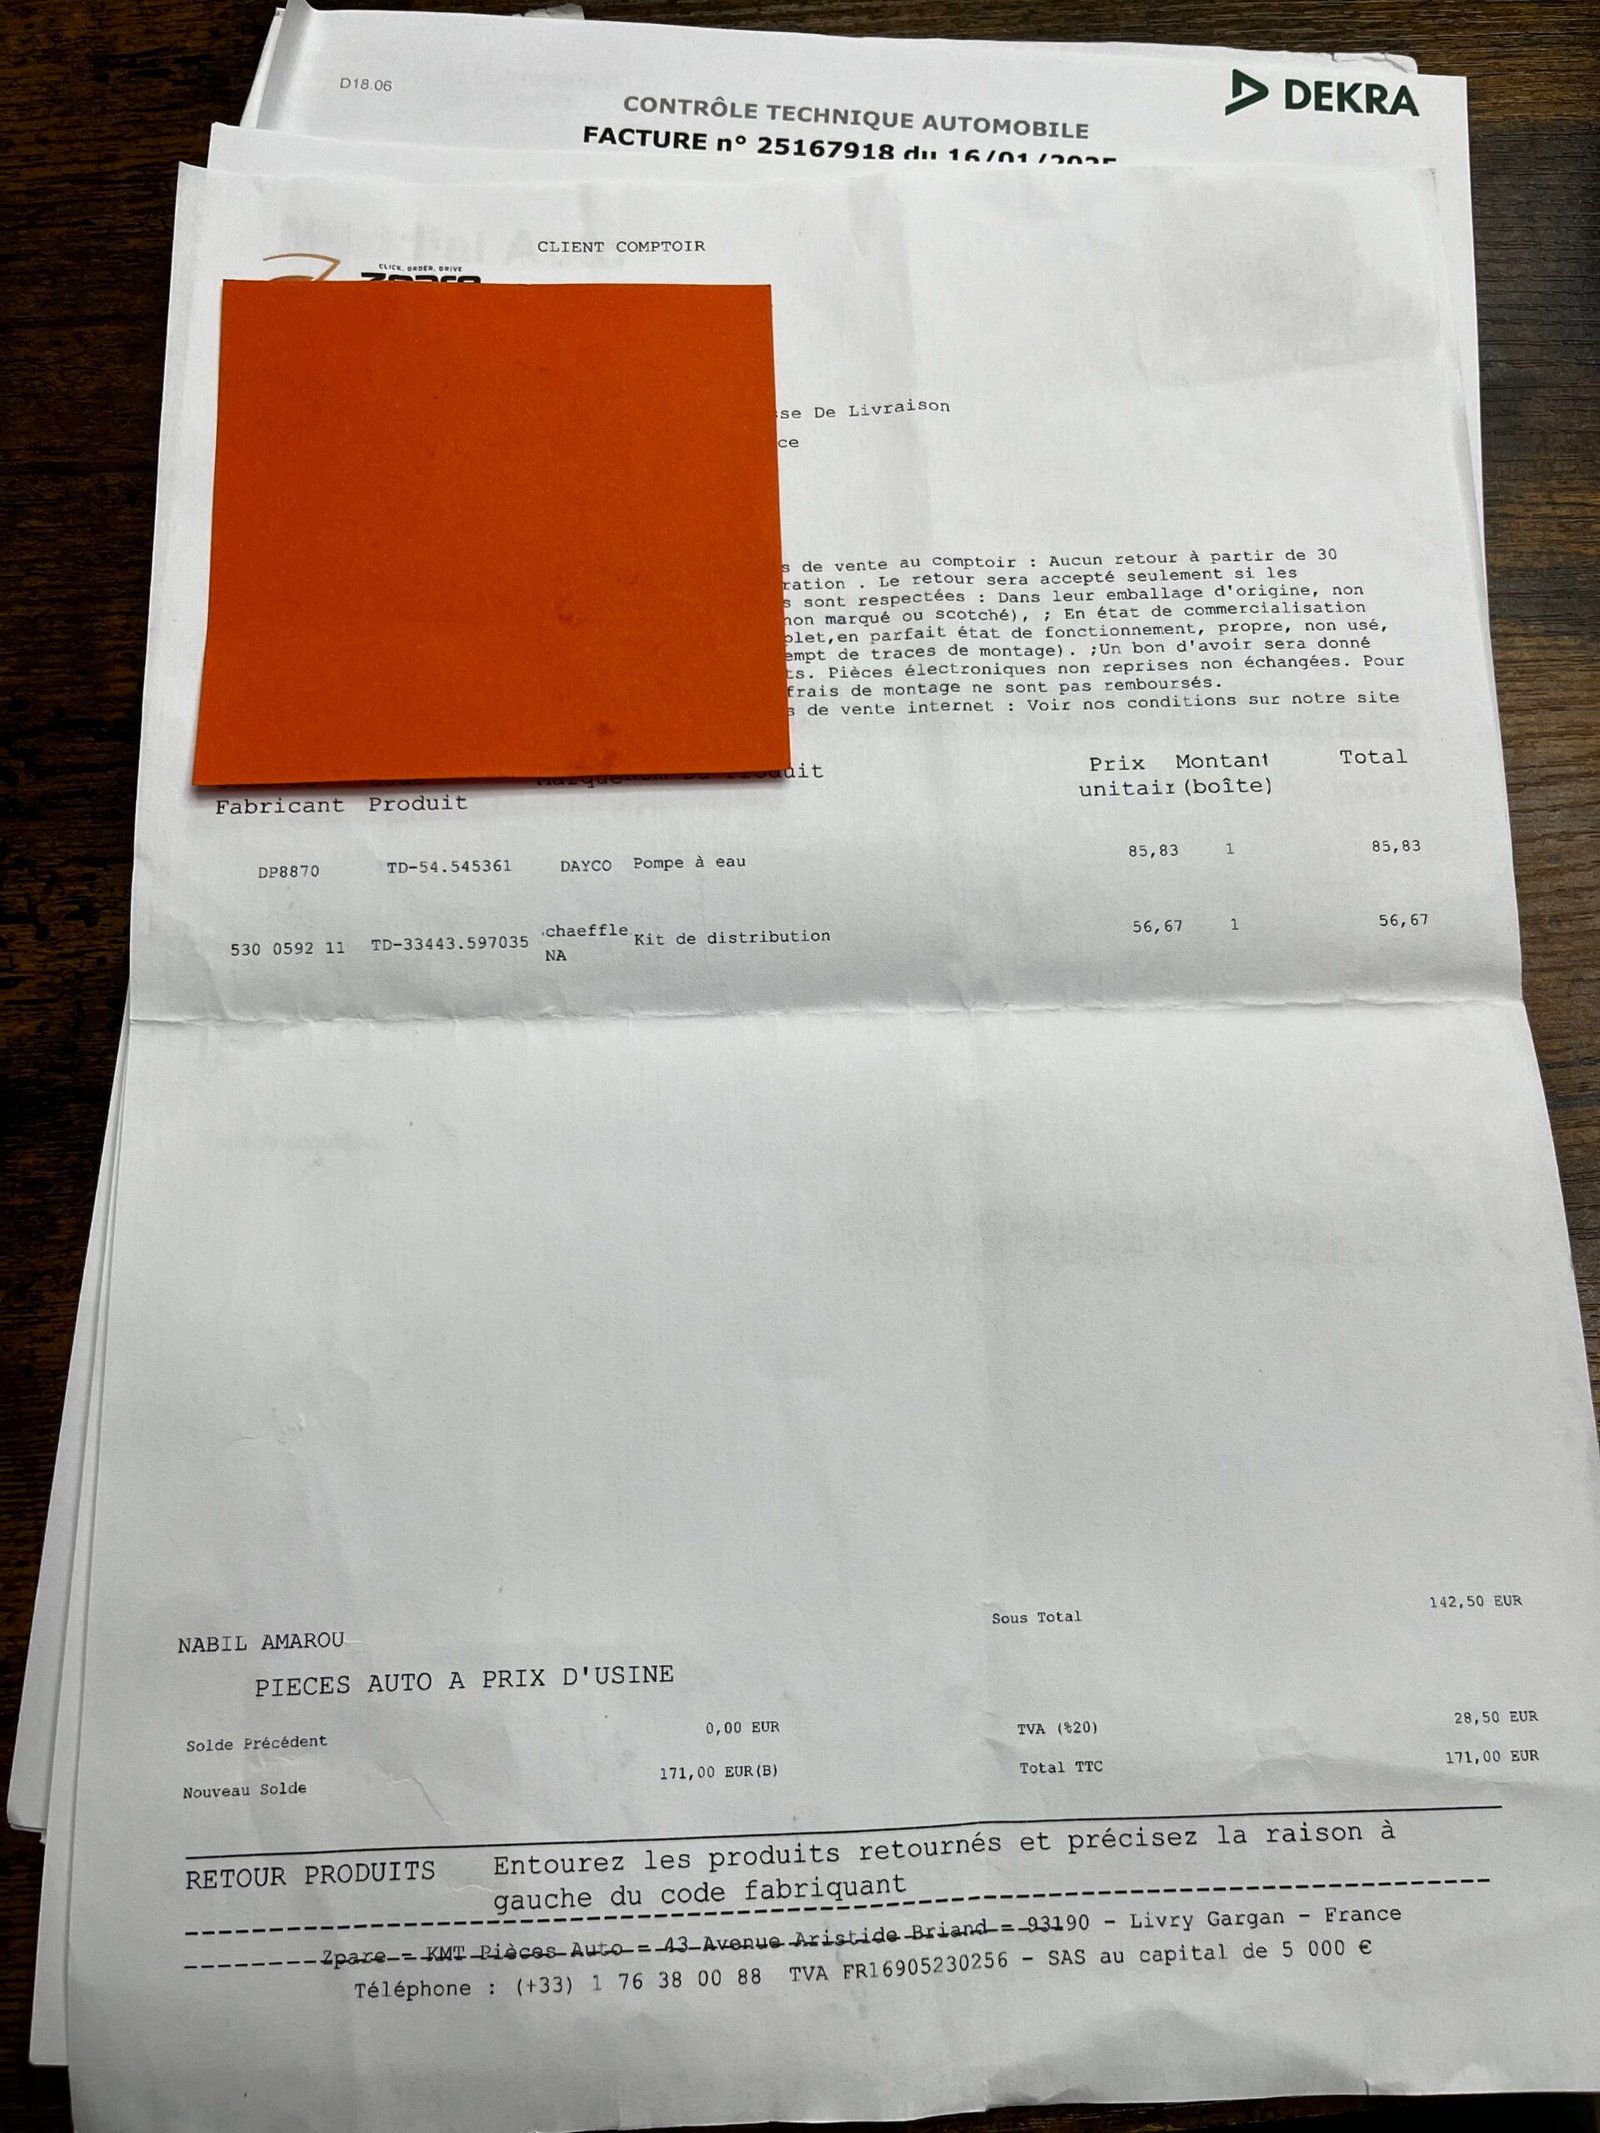 D18.06
DEKRA
CONTRÔLE TECHNIQUE AUTOMOBILE
FACTURE n° 25167918 du 16/01/2025
CLIENT COMPTOIR
CLICK, ORDER, DRIVE
se De Livraison
ce
s de vente au comptoir : Aucun retour à partir de 30
ration . Le retour sera accepté seulement si les
s sont respectées : Dans leur emballage d'origine, non
non marqué ou scotché), ; En état de commercialisation
plet,en parfait état de fonctionnement, propre, non usé,
empt de traces de montage). ;Un bon d'avoir sera donné
ts. Pièces électroniques non reprises non échangées. Pour
frais de montage ne sont pas remboursés.
s de vente internet : Voir nos conditions sur notre site
Prix Montant Total
Fabricant Produit unitair (boîte)
DP8870 TD-54.545361 DAYCO Pompe à eau 85,83 1 85,83
530 0592 11 TD-33443.597035 chaeffle Kit de distribution 56,67 1 56,67
NA
Sous Total 142,50 EUR
NABIL AMAROU
PIECES AUTO A PRIX D'USINE
Solde Précédent 0,00 EUR TVA (%20) 28,50 EUR
Nouveau Solde 171,00 EUR(B) Total TTC 171,00 EUR
RETOUR PRODUITS Entourez les produits retournés et précisez la raison à
gauche du code fabriquant
Zpare - KMT Pièces Auto - 43 Avenue Aristide Briand - 93190 - Livry Gargan - France
Téléphone : (+33) 1 76 38 00 88 TVA FR16905230256 - SAS au capital de 5 000 €